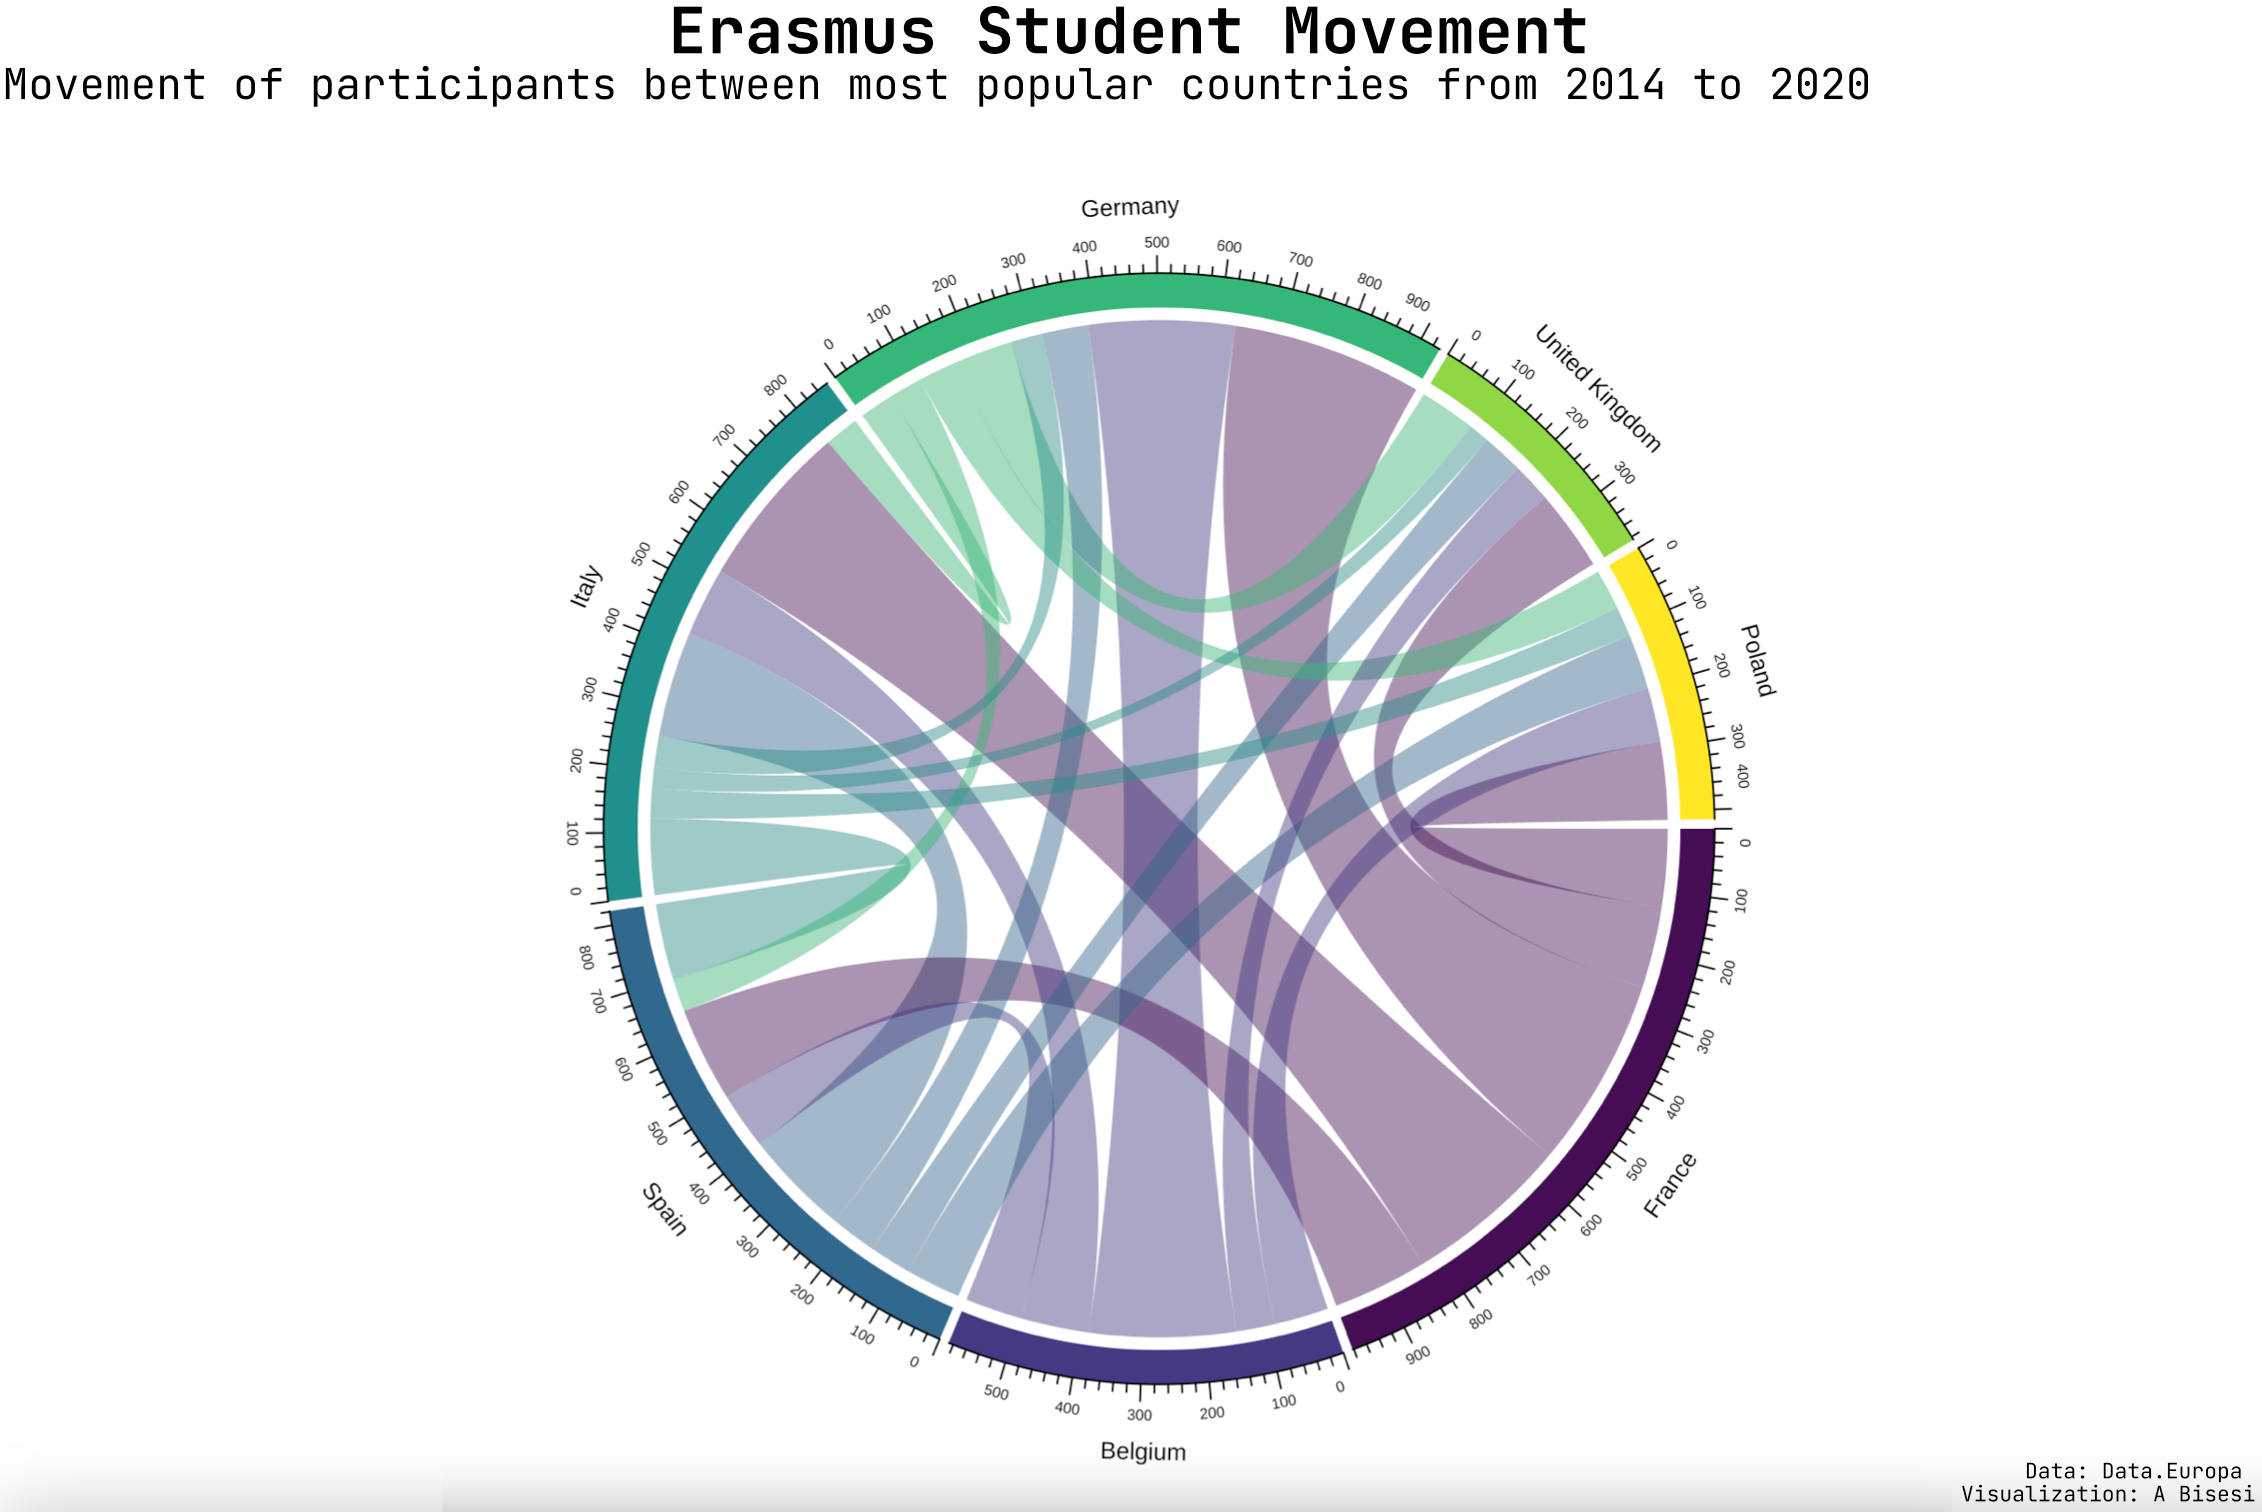 Erasmus Student Movement
Movement of participants between most popular countries from 2014 to 2020
Germany
0 100 200 300 400 500 600 700 800 900
United Kingdom
0 100 200 300
Poland
0 100 200 300 400
France
0 100 200 300 400 500 600 700 800 900
Belgium
0 100 200 300 400 500
Spain
0 100 200 300 400 500 600 700 800
Italy
0 100 200 300 400 500 600 700 800
Data: Data.Europa
Visualization: A Bisesi